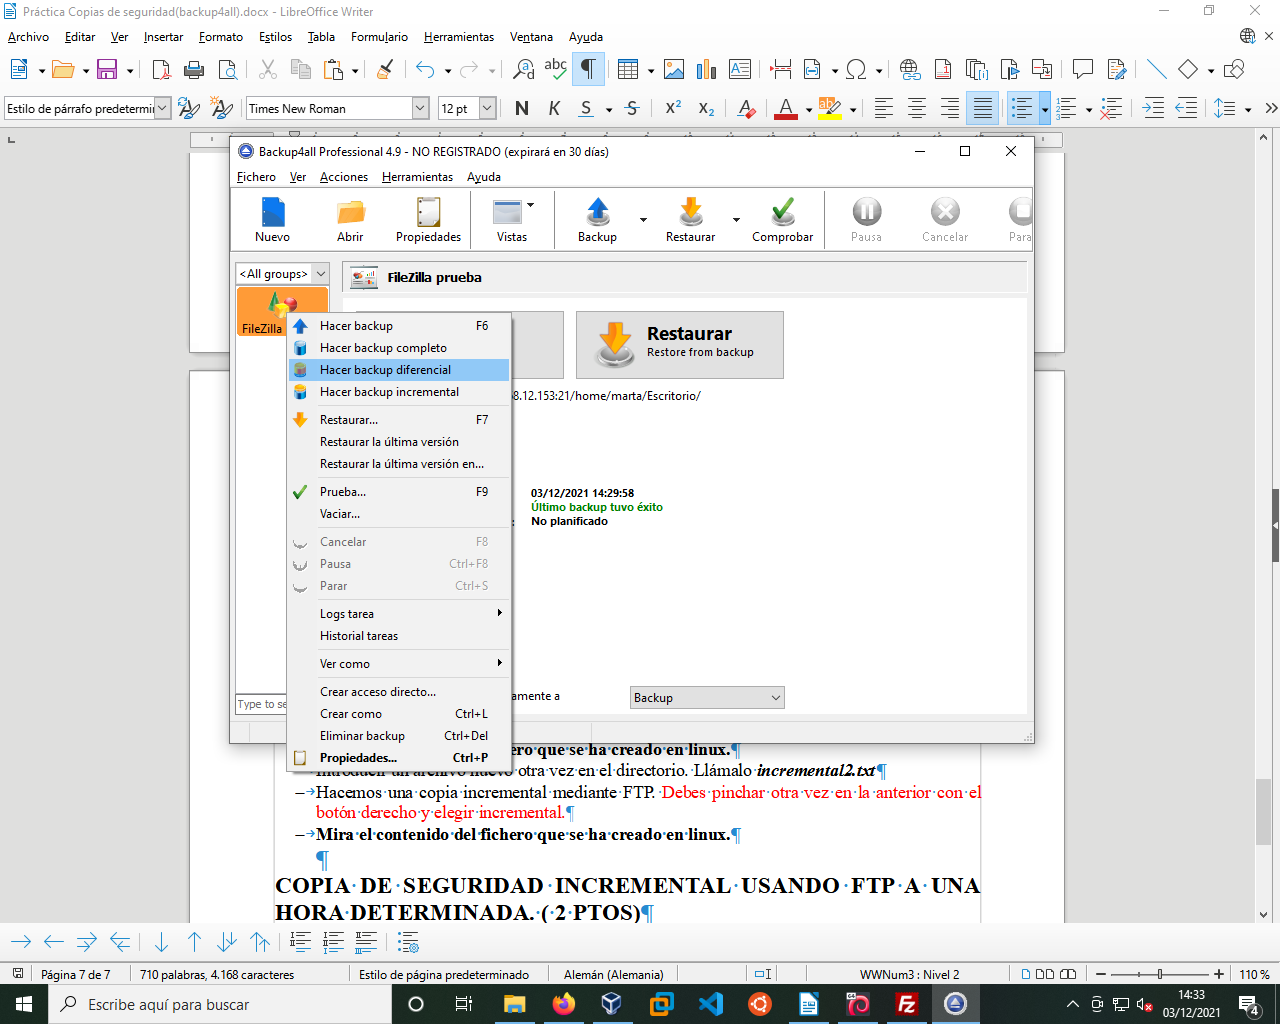 Práctica Copias de seguridad(backup4all).docx - LibreOffice Writer
Archivo Editar Ver Insertar Formato Estilos Tabla Formulario Herramientas Ventana Ayuda
Times New Roman 12 pt N K S S X² X₂ A
Backup4all Professional 4.9 - NO REGISTRADO (expirará en 30 días)
Fichero Ver Acciones Herramientas Ayuda
Nuevo Abrir Propiedades Vistas Backup Restaurar Comprobar Pausa Cancelar Para
<All groups> FileZilla prueba
FileZilla
Restaurar
Restore from backup
8.12.153:21/home/marta/Escritorio/
03/12/2021 14:29:58
Último backup tuvo éxito
No planificado
amente a Backup
Type to se
Hacer backup F6
Hacer backup completo
Hacer backup diferencial
Hacer backup incremental
Restaurar... F7
Restaurar la última versión
Restaurar la última versión en...
Prueba... F9
Vaciar...
Cancelar F8
Pausa Ctrl+F8
Parar Ctrl+S
Logs tarea
Historial tareas
Ver como
Crear acceso directo...
Crear como Ctrl+L
Eliminar backup Ctrl+Del
Propiedades... Ctrl+P
ero que se ha creado en linux.¶
otra vez en el directorio. Llámalo incremental2.txt¶
Hacemos una copia incremental mediante FTP. Debes pinchar otra vez en la anterior con el
botón derecho y elegir incremental.¶
Mira el contenido del fichero que se ha creado en linux.¶
¶
COPIA DE SEGURIDAD INCREMENTAL USANDO FTP A UNA
HORA DETERMINADA. ( 2 PTOS)¶
Página 7 de 7 710 palabras, 4.168 caracteres Estilo de página predeterminado Alemán (Alemania) WWNum3 : Nivel 2 110 %
Escribe aquí para buscar
14:33
03/12/2021
4